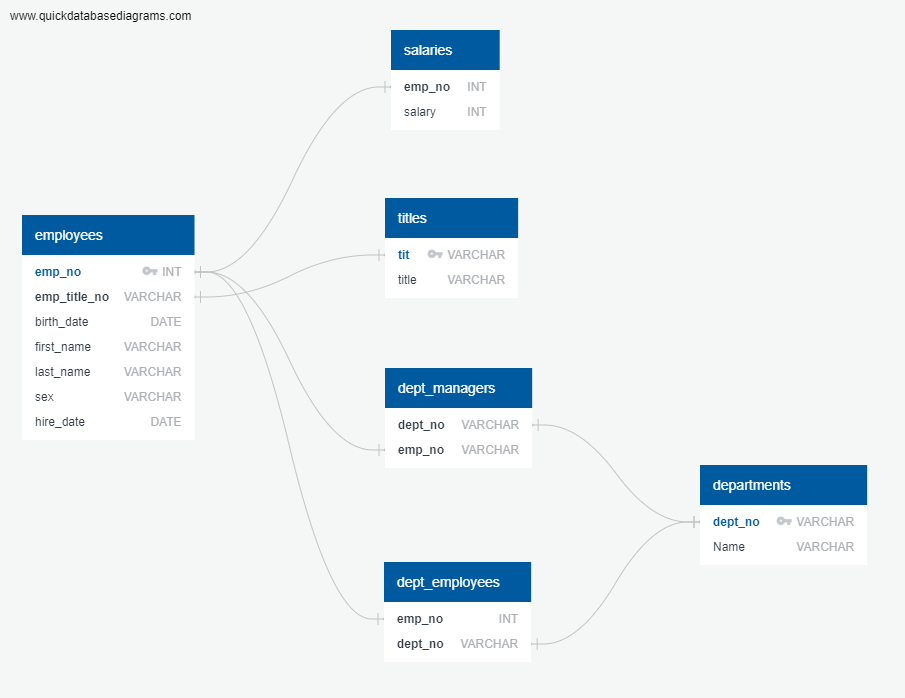 www.quickdatabasediagrams.com
salaries
emp_no INT
salary INT
employees
emp_no INT
emp_title_no VARCHAR
birth_date DATE
first_name VARCHAR
last_name VARCHAR
sex VARCHAR
hire_date DATE
titles
tit VARCHAR
title VARCHAR
dept_managers
dept_no VARCHAR
emp_no VARCHAR
departments
dept_no VARCHAR
Name VARCHAR
dept_employees
emp_no INT
dept_no VARCHAR